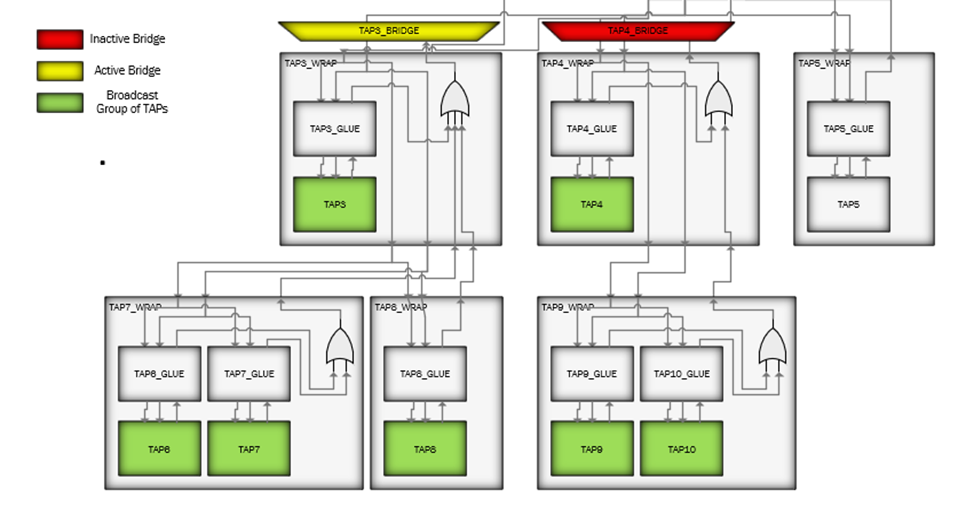 TAP3_BRIDGE
TAP4_BRIDGE
Inactive Bridge
Active Bridge
Broadcast
Group of TAPs
TAP3_WRAP
TAP4_WRAP
TAP5_WRAP
TAP3_GLUE
TAP4_GLUE
TAP5_GLUE
TAP3
TAP4
TAP5
TAP7_WRAP
TAP8_WRAP
TAP9_WRAP
TAP6_GLUE
TAP7_GLUE
TAP8_GLUE
TAP9_GLUE
TAP10_GLUE
TAP6
TAP7
TAP8
TAP9
TAP10